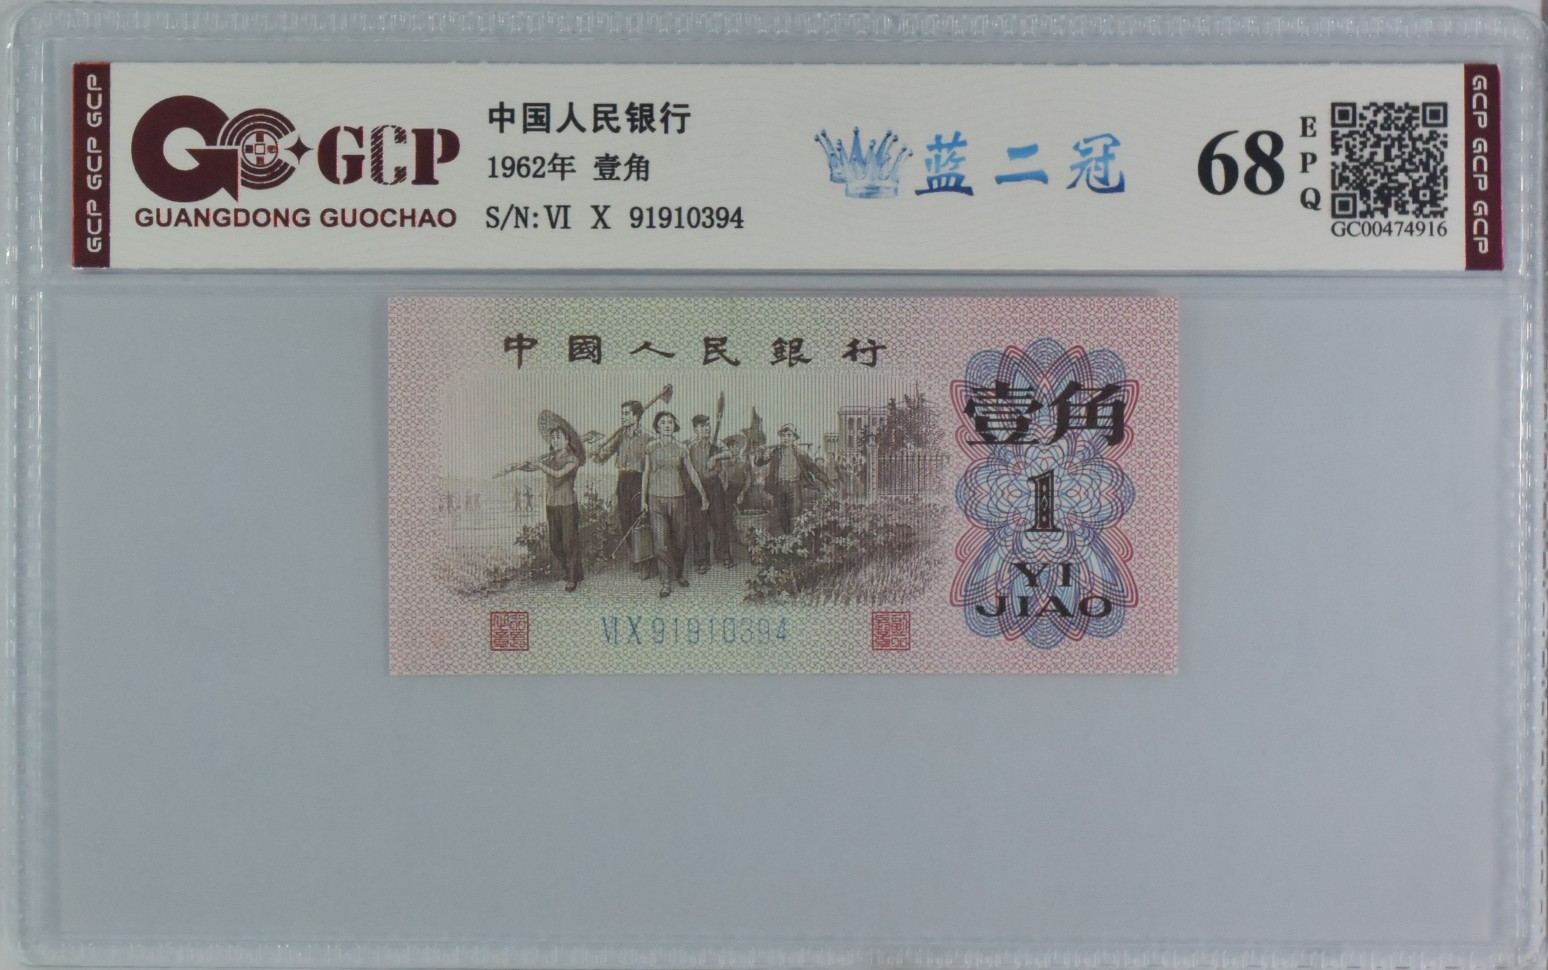 GCP GCP GCP
GCP
GUANGDONG GUOCHAO
中国人民银行
1962年 壹角
S/N: Ⅵ Ⅹ 91910394
蓝二冠
68
EPQ
GC00474916
GCP GCP GCP
中國人民銀行
壹角
1
YI
JIAO
ⅥⅩ91910394